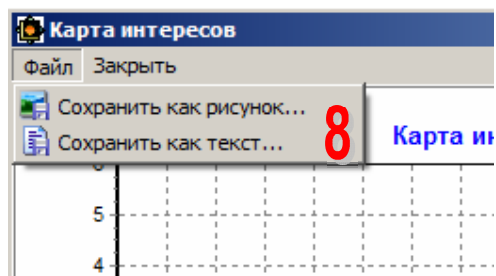 Карта интересов
Файл Закрыть
Сохранить как рисунок...
Сохранить как текст...
8
Карта ин
5
4